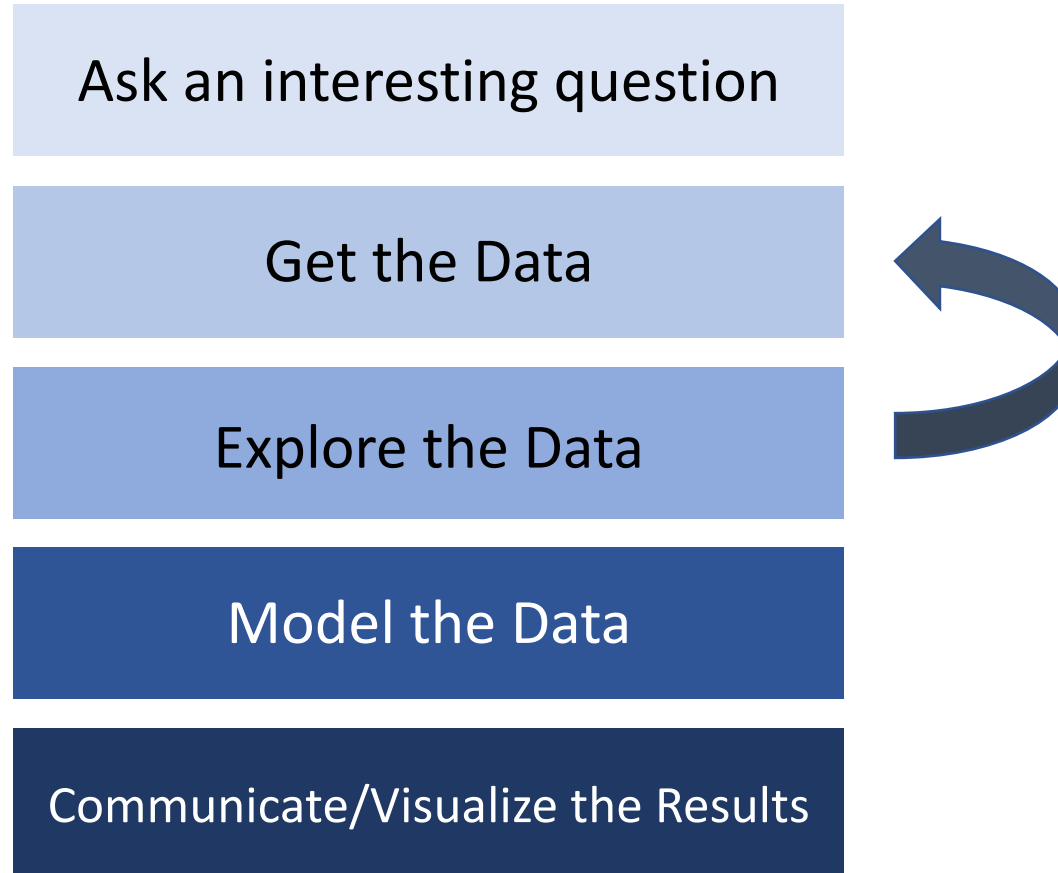 Ask an interesting question
Get the Data
Explore the Data
Model the Data
Communicate/Visualize the Results